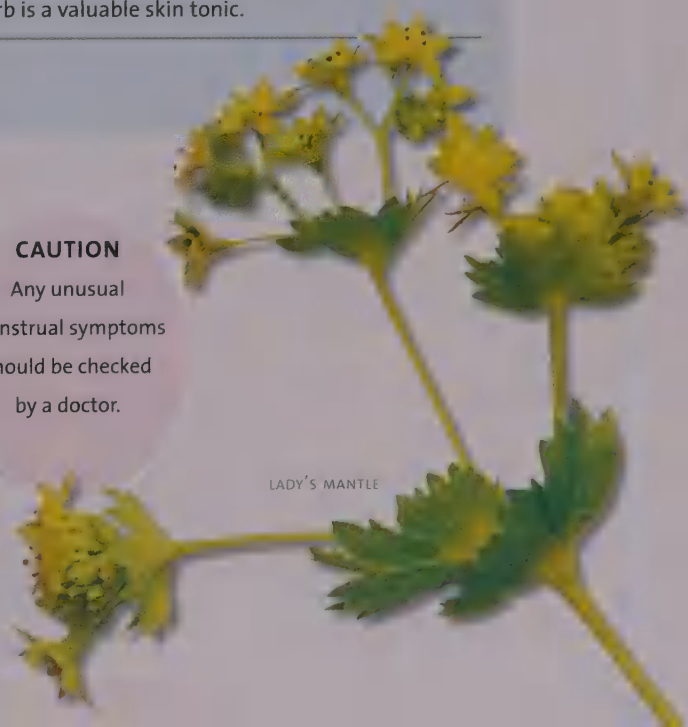 rb is a valuable skin tonic.
CAUTION
Any unusual
nstrual symptoms
hould be checked
by a doctor.
LADY'S MANTLE